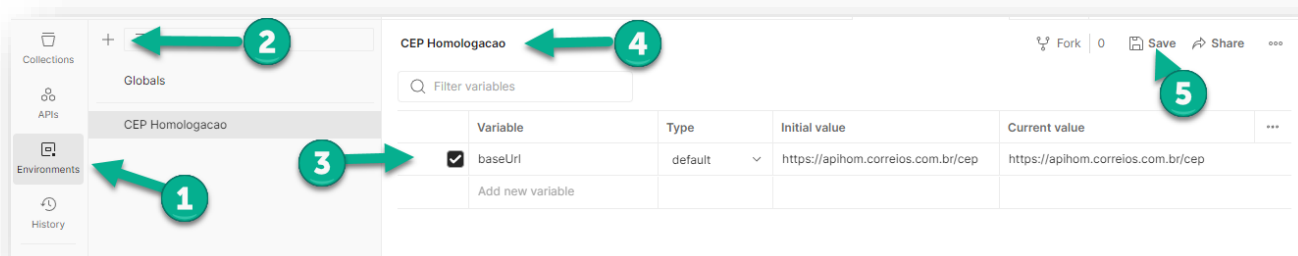 Collections
APIs
Environments
History
+
Globals
CEP Homologacao
1
2
3
4
5
CEP Homologacao
Fork 0 Save Share
Filter variables
Variable Type Initial value Current value
baseUrl default https://apihom.correios.com.br/cep https://apihom.correios.com.br/cep
Add new variable